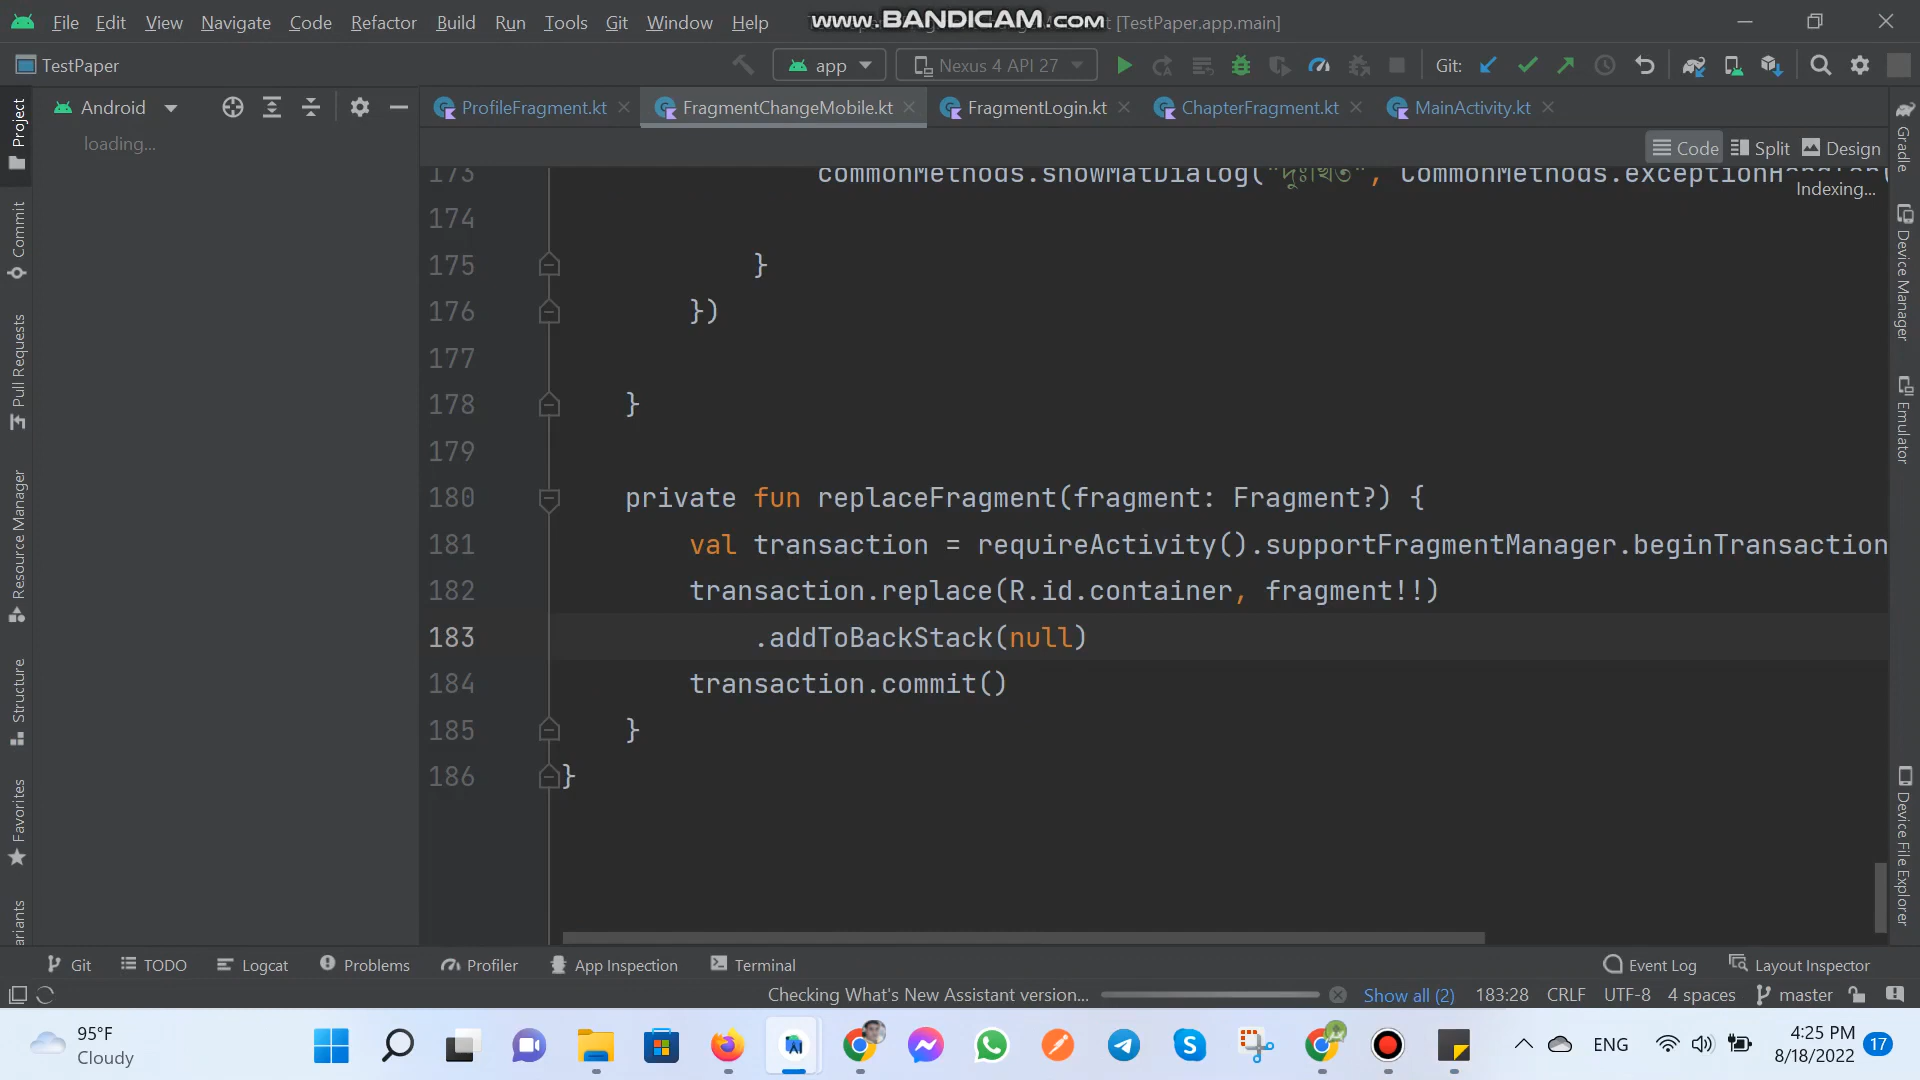 File Edit View Navigate Code Refactor Build Run Tools Git Window Help www.BANDICAM.com [TestPaper.app.main]
TestPaper app Nexus 4 API 27 Git:
Android ProfileFragment.kt FragmentChangeMobile.kt FragmentLogin.kt ChapterFragment.kt MainActivity.kt
loading...
Code Split Design
Indexing...
173 commonMethods.showMatDialog("দুঃখিত", CommonMethods.exceptionHandler(
174
175 }
176 })
177
178 }
179
180 private fun replaceFragment(fragment: Fragment?) {
181 val transaction = requireActivity().supportFragmentManager.beginTransaction
182 transaction.replace(R.id.container, fragment!!)
183 .addToBackStack(null)
184 transaction.commit()
185 }
186 }
Project
Commit
Pull Requests
Resource Manager
Structure
Favorites
ariants
Gradle
Device Manager
Emulator
Device File Explorer
Git TODO Logcat Problems Profiler App Inspection Terminal Event Log Layout Inspector
Checking What's New Assistant version... Show all (2) 183:28 CRLF UTF-8 4 spaces master
95°F
Cloudy
ENG
4:25 PM
8/18/2022
17